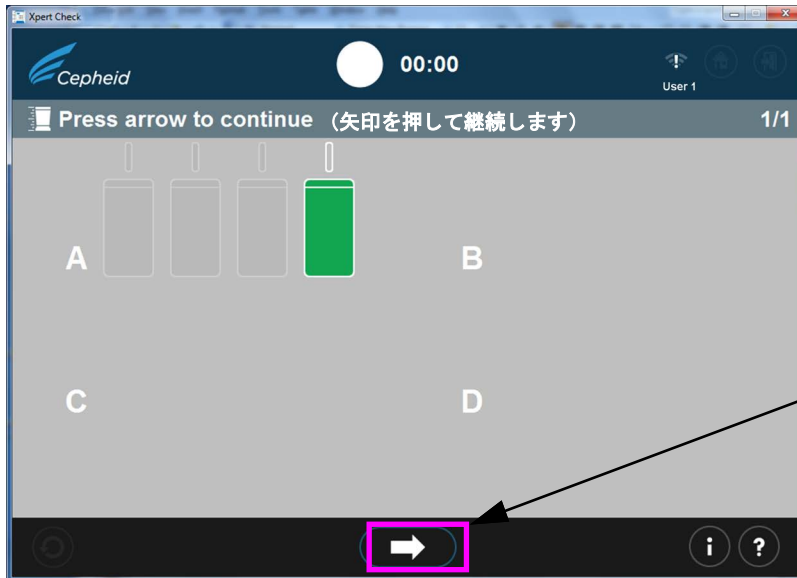 Xpert Check
Cepheid
00:00
User 1
Press arrow to continue （矢印を押して継続します）
1/1
A
B
C
D
i
?